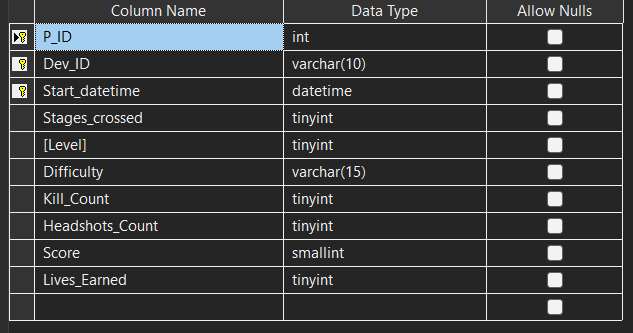 Column Name Data Type Allow Nulls
P_ID int
Dev_ID varchar(10)
Start_datetime datetime
Stages_crossed tinyint
[Level] tinyint
Difficulty varchar(15)
Kill_Count tinyint
Headshots_Count tinyint
Score smallint
Lives_Earned tinyint